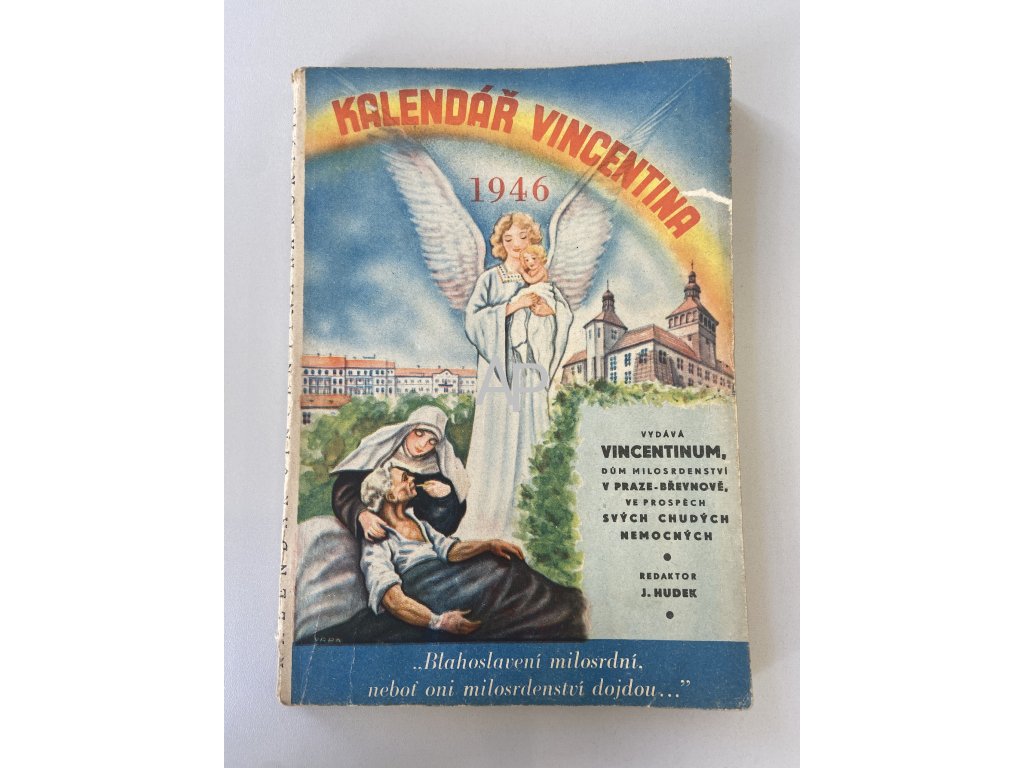 KALENDÁŘ VINCENTINA
1946
AP
VYDÁVÁ
VINCENTINUM,
DŮM MILOSRDENSTVÍ
V PRAZE-BŘEVNOVĚ,
VE PROSPĚCH
SVÝCH CHUDÝCH
NEMOCNÝCH
REDAKTOR
J. HUDEK
„Blahoslavení milosrdní,
neboť oni milosrdenství dojdou...”